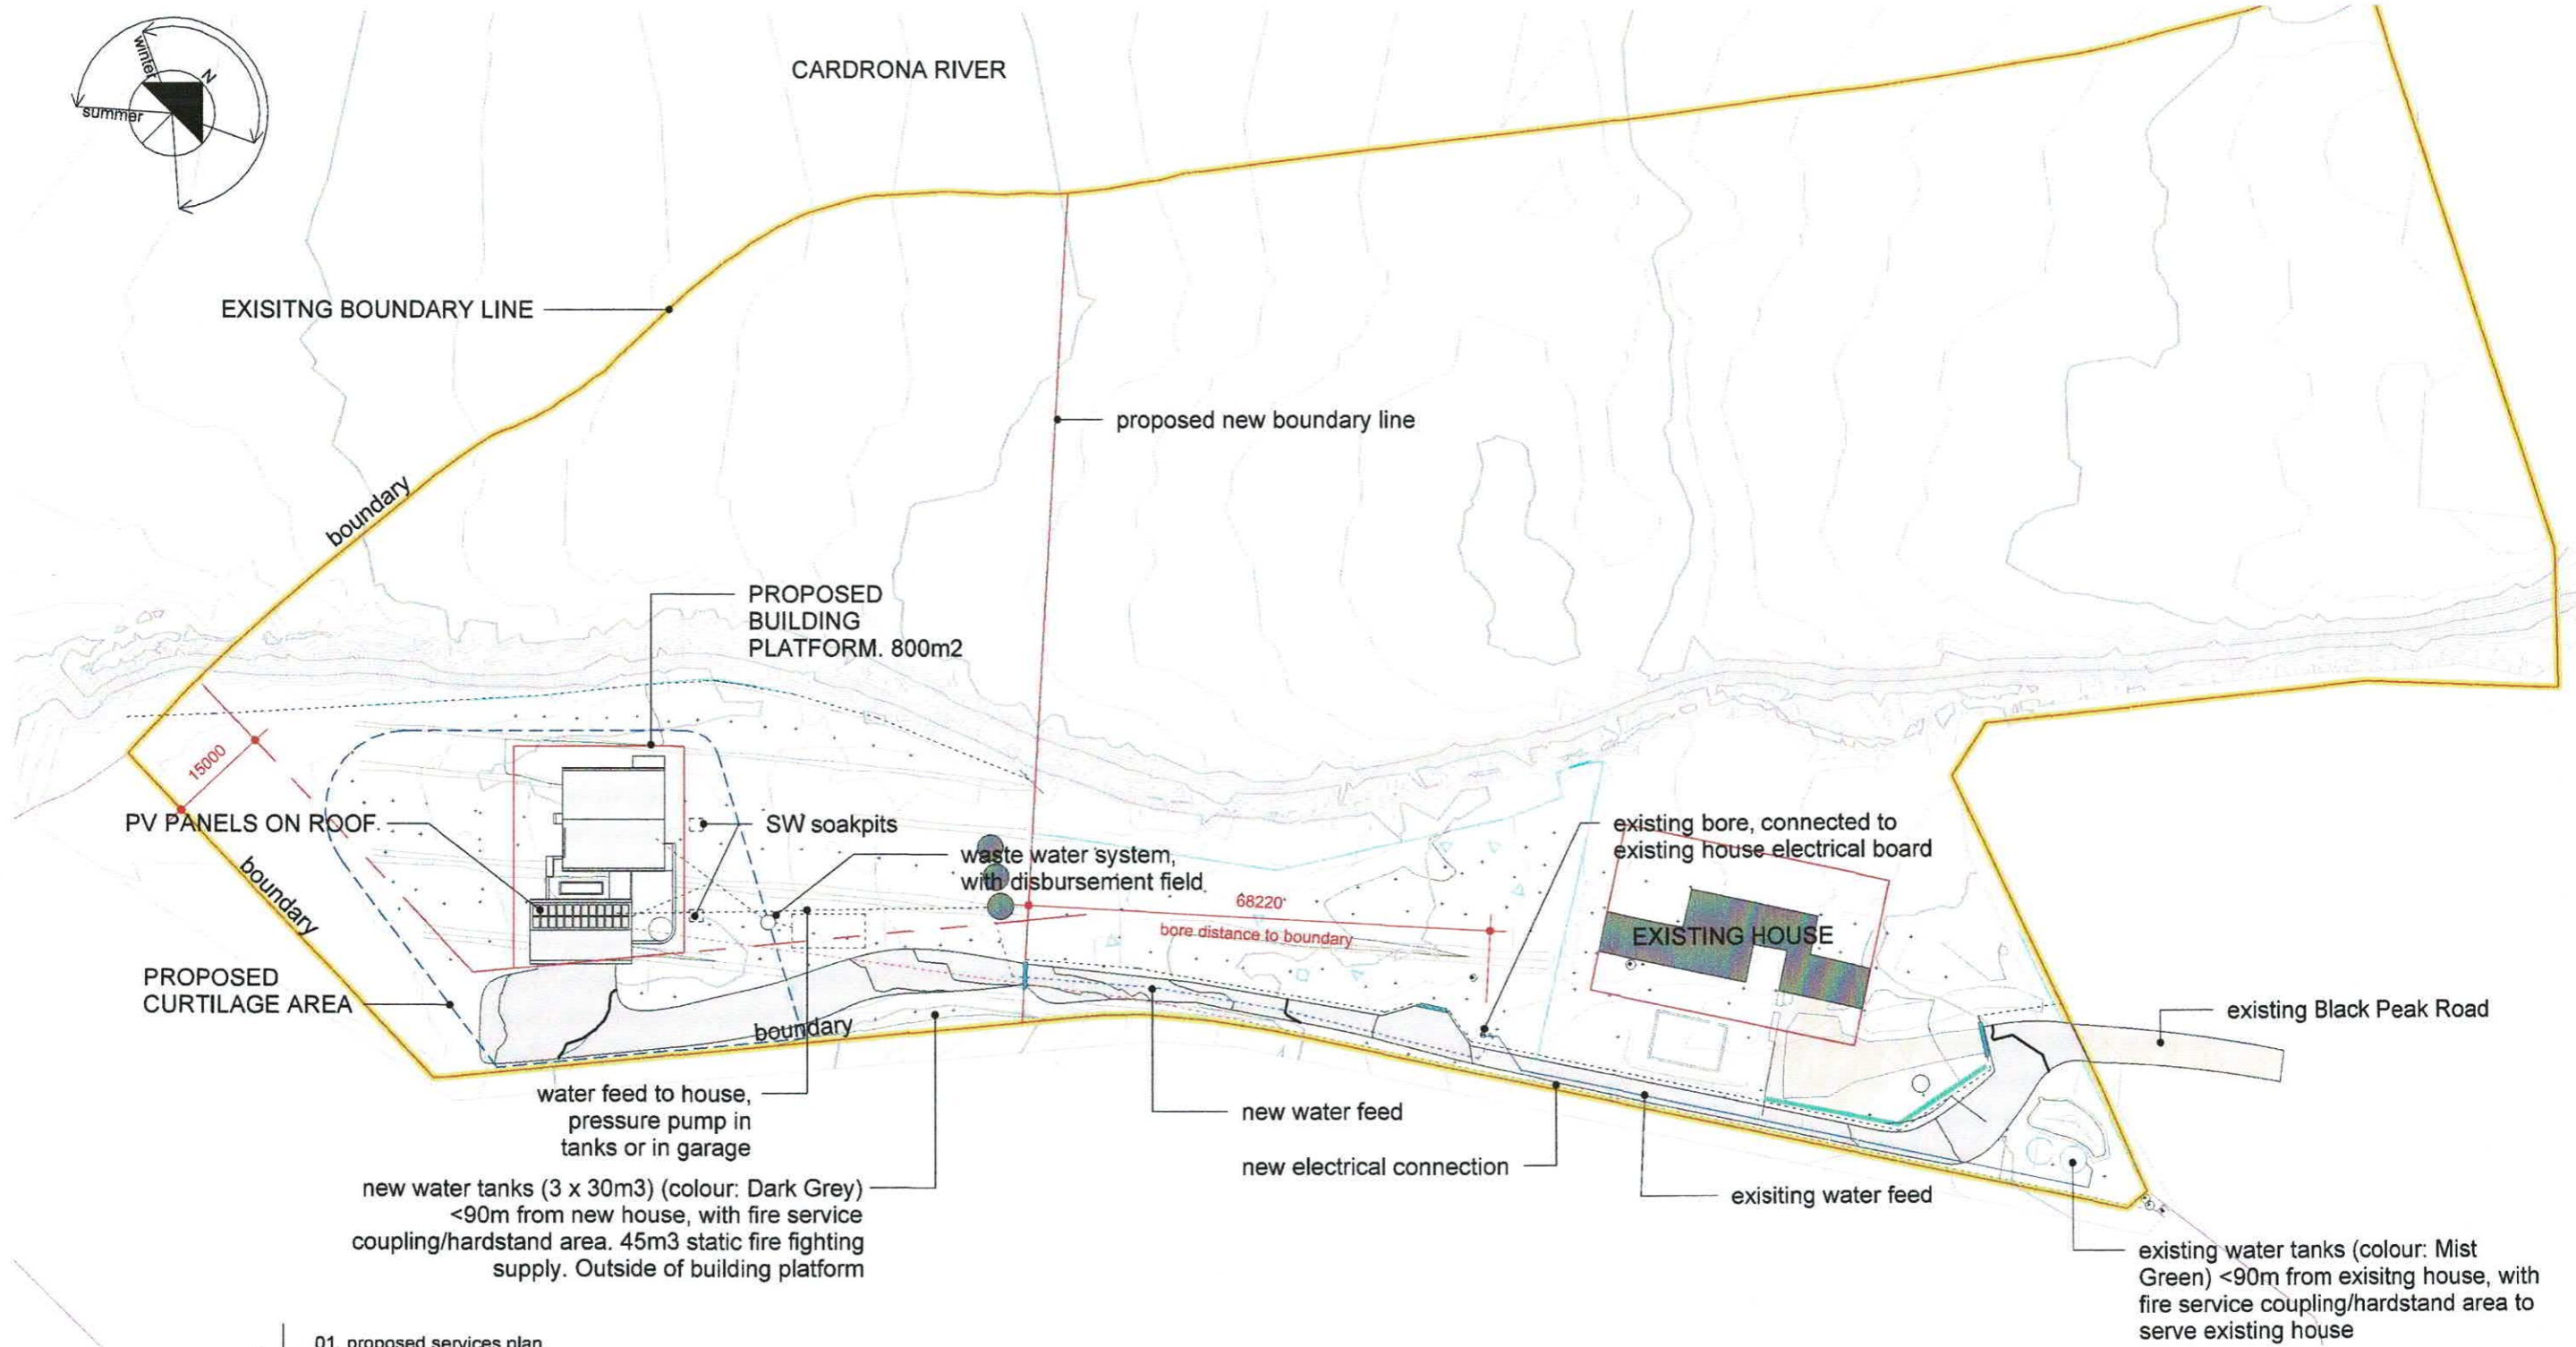 winter
N
summer
CARDRONA RIVER
EXISITNG BOUNDARY LINE
proposed new boundary line
boundary
PROPOSED
BUILDING
PLATFORM. 800m2
15000
PV PANELS ON ROOF.
SW soakpits
waste water system,
with disbursement field.
existing bore, connected to
existing house electrical board
68220
bore distance to boundary
EXISTING HOUSE
boundary
PROPOSED
CURTILAGE AREA
boundary
existing Black Peak Road
water feed to house,
pressure pump in
tanks or in garage
new water feed
new electrical connection
exisiting water feed
new water tanks (3 x 30m3) (colour: Dark Grey)
<90m from new house, with fire service
coupling/hardstand area. 45m3 static fire fighting
supply. Outside of building platform
existing water tanks (colour: Mist
Green) <90m from exisitng house, with
fire service coupling/hardstand area to
serve existing house
01. proposed services plan